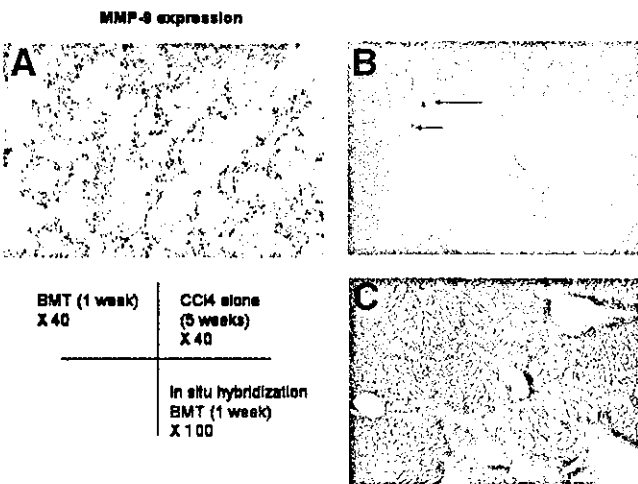 MMP-9 expression
A
B
BMT (1 week)
X 40
CCl4 alone
(5 weeks)
X 40
In situ hybridization
BMT (1 week)
X 100
C